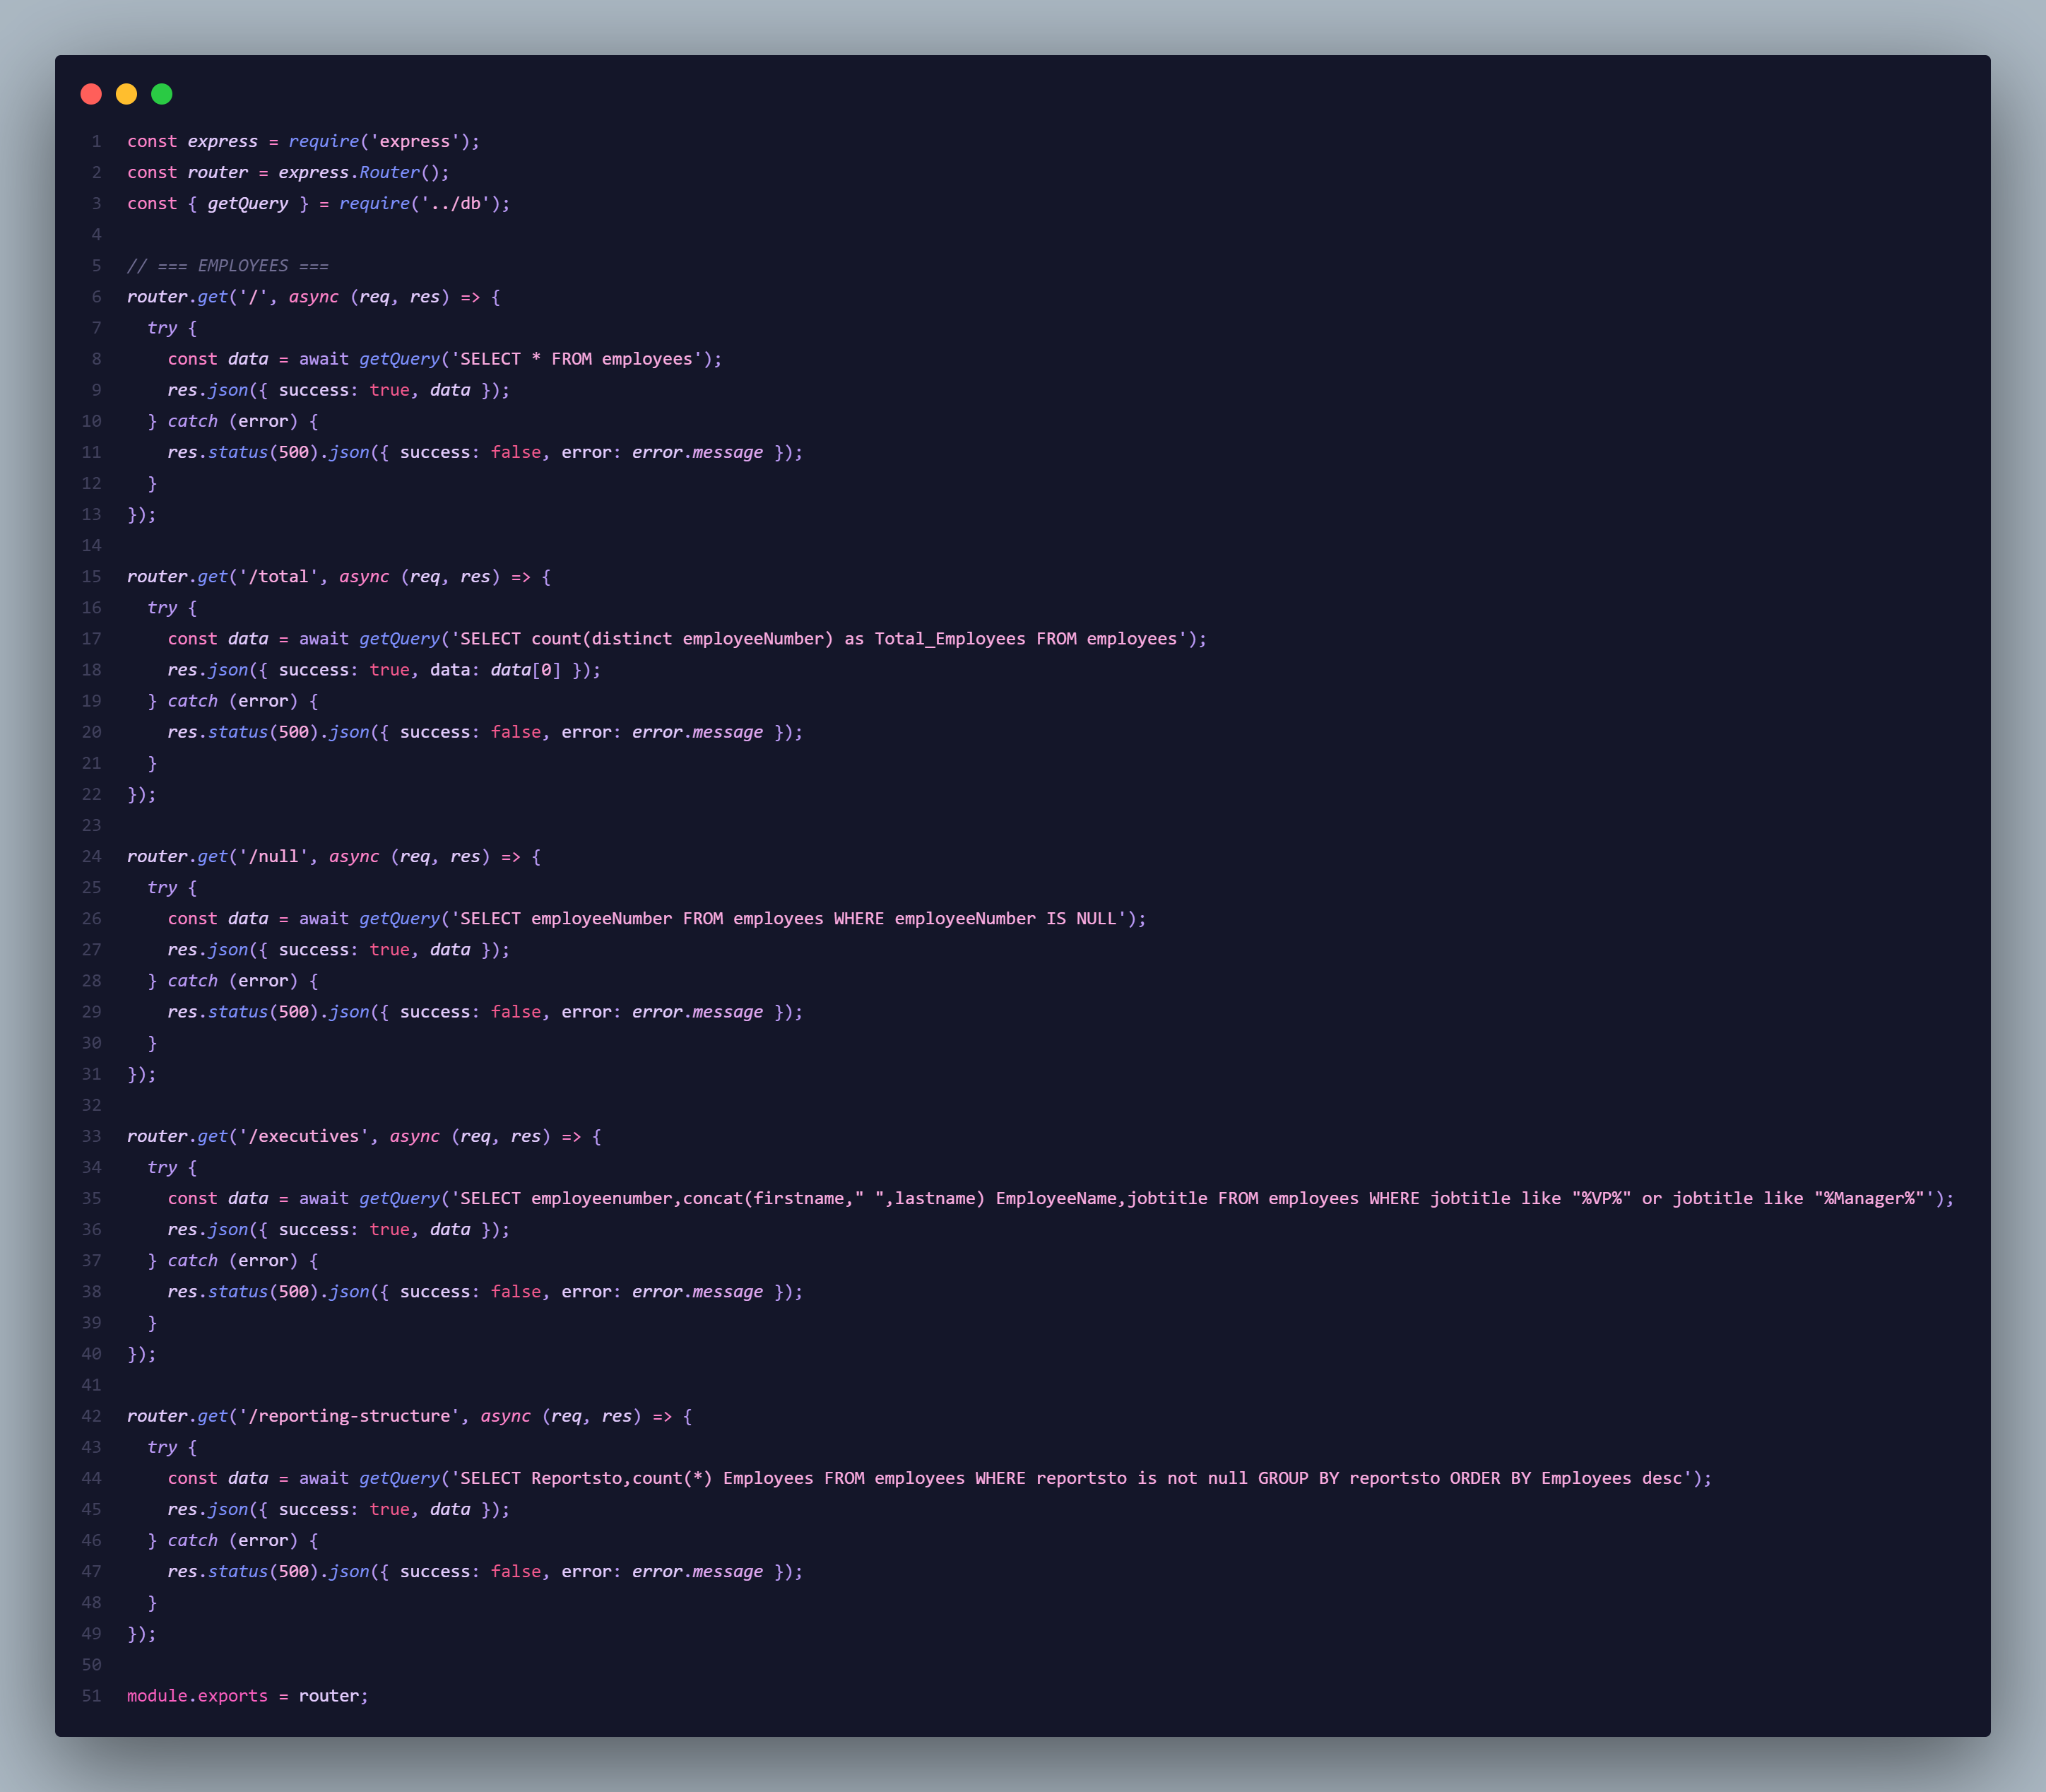 1 const express = require('express');
2 const router = express.Router();
3 const { getQuery } = require('../db');
4
5 // === EMPLOYEES ===
6 router.get('/', async (req, res) => {
7   try {
8     const data = await getQuery('SELECT * FROM employees');
9     res.json({ success: true, data });
10   } catch (error) {
11     res.status(500).json({ success: false, error: error.message });
12   }
13 });
14
15 router.get('/total', async (req, res) => {
16   try {
17     const data = await getQuery('SELECT count(distinct employeeNumber) as Total_Employees FROM employees');
18     res.json({ success: true, data: data[0] });
19   } catch (error) {
20     res.status(500).json({ success: false, error: error.message });
21   }
22 });
23
24 router.get('/null', async (req, res) => {
25   try {
26     const data = await getQuery('SELECT employeeNumber FROM employees WHERE employeeNumber IS NULL');
27     res.json({ success: true, data });
28   } catch (error) {
29     res.status(500).json({ success: false, error: error.message });
30   }
31 });
32
33 router.get('/executives', async (req, res) => {
34   try {
35     const data = await getQuery('SELECT employeenumber,concat(firstname," ",lastname) EmployeeName,jobtitle FROM employees WHERE jobtitle like "%VP%" or jobtitle like "%Manager%"');
36     res.json({ success: true, data });
37   } catch (error) {
38     res.status(500).json({ success: false, error: error.message });
39   }
40 });
41
42 router.get('/reporting-structure', async (req, res) => {
43   try {
44     const data = await getQuery('SELECT Reportsto,count(*) Employees FROM employees WHERE reportsto is not null GROUP BY reportsto ORDER BY Employees desc');
45     res.json({ success: true, data });
46   } catch (error) {
47     res.status(500).json({ success: false, error: error.message });
48   }
49 });
50
51 module.exports = router;